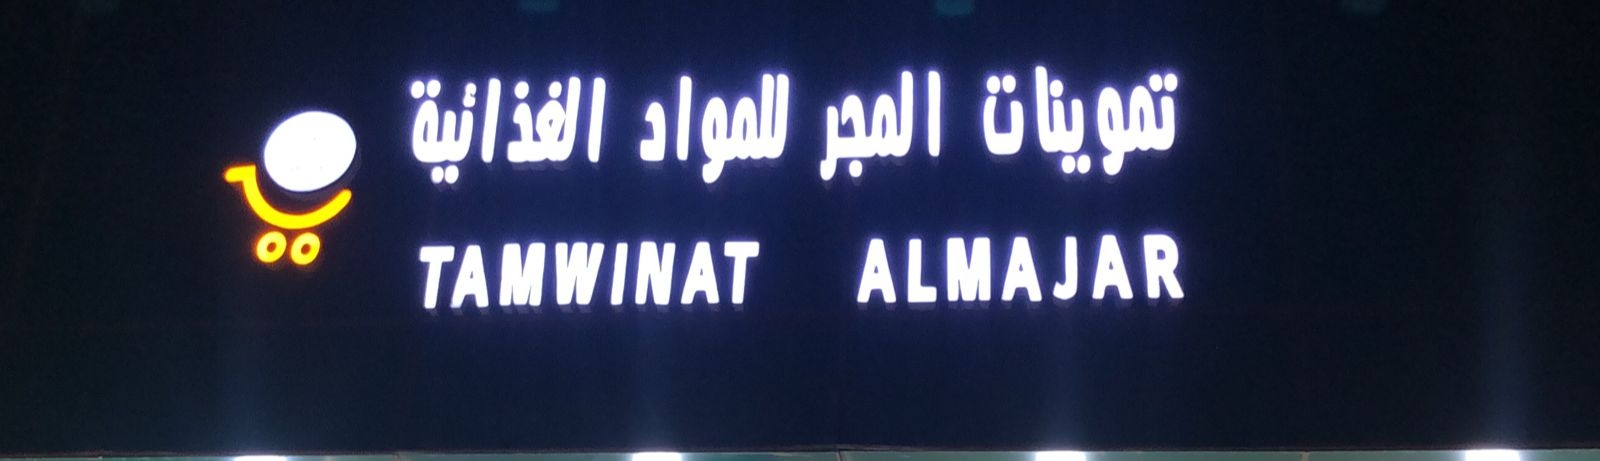 تموينات المجر للمواد الغذائية
TAMWINAT ALMAJAR